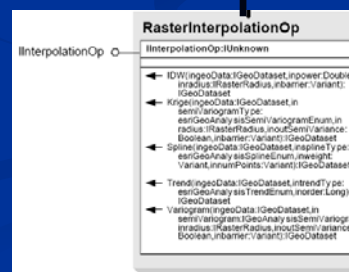 RasterInterpolationOp
IInterpolationOp
IInterpolationOp:IUnknown
IDW(ingeoData:IGeoDataset,inpower:Double
inradius:IRasterRadius,inbarrier:Variant):
IGeoDataset
Krige(ingeoData:IGeoDataset,in
semiVariogramType:
esriGeoAnalysisSemiVariogramEnum,in
radius:IRasterRadius,inoutSemiVariance:
Boolean,inbarrier:Variant):IGeoDataset
Spline(ingeoData:IGeoDataset,insplineType:
esriGeoAnalysisSplineEnum,inweight:
Variant,innumPoints:Variant):IGeoDataset
Trend(ingeoData:IGeoDataset,intrendType:
esriGeoAnalysisTrendEnum,inorder:Long)
IGeoDataset
Variogram(ingeoData:IGeoDataset,in
semiVariogram:IGeoAnalysisSemiVariogr
inradius:IRasterRadius,inoutSemiVariance
Boolean,inbarrier:Variant):IGeoDataset